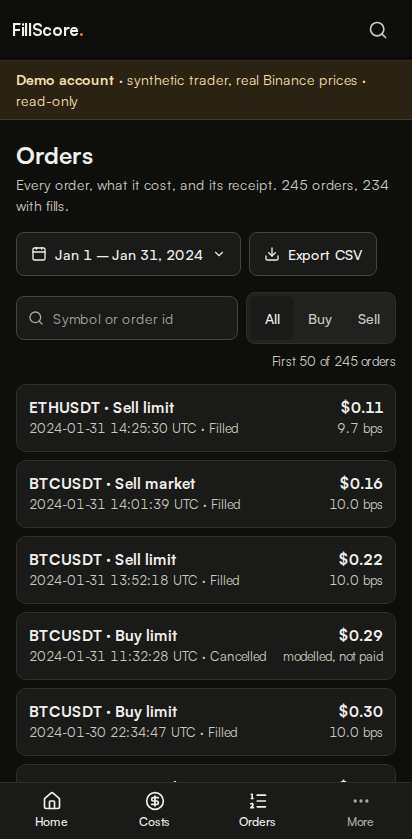 FillScore.
Demo account · synthetic trader, real Binance prices ·
read-only
Orders
Every order, what it cost, and its receipt. 245 orders, 234
with fills.
Jan 1 — Jan 31, 2024
Export CSV
Symbol or order id
All Buy Sell
First 50 of 245 orders
ETHUSDT · Sell limit $0.11
2024-01-31 14:25:30 UTC · Filled 9.7 bps
BTCUSDT · Sell market $0.16
2024-01-31 14:01:39 UTC · Filled 10.0 bps
BTCUSDT · Sell limit $0.22
2024-01-31 13:52:18 UTC · Filled 10.0 bps
BTCUSDT · Buy limit $0.29
2024-01-31 11:32:28 UTC · Cancelled modelled, not paid
BTCUSDT · Buy limit $0.30
2024-01-30 22:34:47 UTC · Filled 10.0 bps
Home Costs Orders More